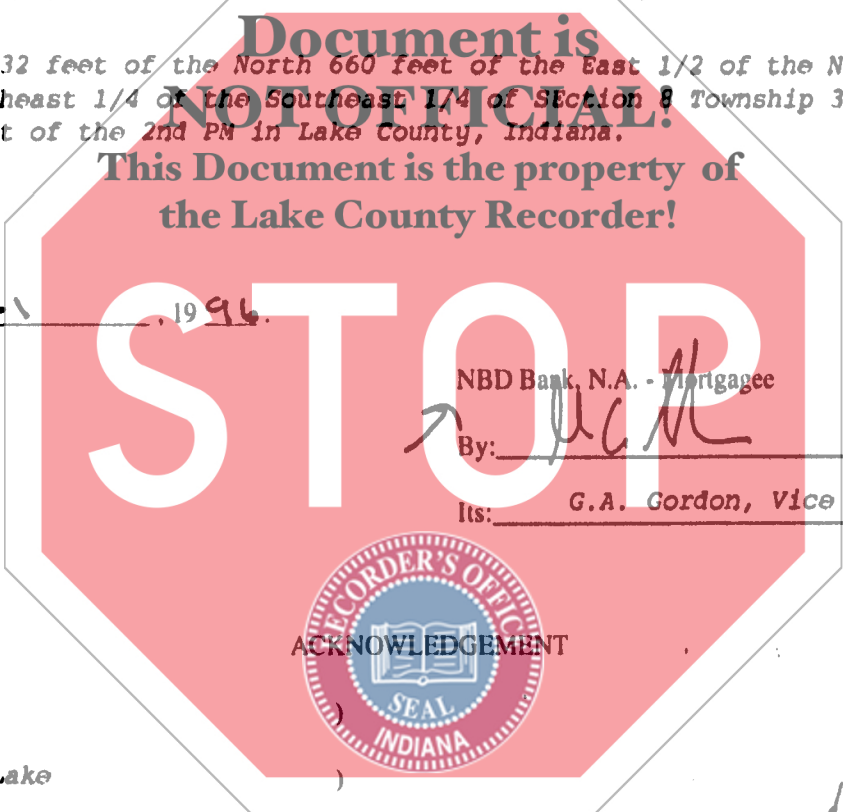 Document is
32 feet of the North 660 feet of the East 1/2 of the N
heast 1/4 of the Southeast 1/4 of SEction 8 Township 3
NOT OFFICIAL!
t of the 2nd PM in Lake County, Indiana.
This Document is the property of
the Lake County Recorder!
, 19 96.
STOP
NBD Bank, N.A. - Mortgagee
By:
Its: G.A. Gordon, Vice
RECORDER'S OFFICE
ACKNOWLEDGEMENT
)
SEAL
INDIANA
ake )